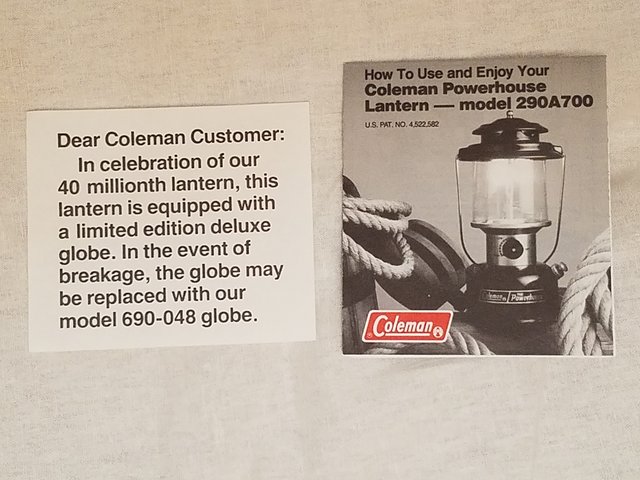 Dear Coleman Customer:
In celebration of our
40 millionth lantern, this
lantern is equipped with
a limited edition deluxe
globe. In the event of
breakage, the globe may
be replaced with our
model 690-048 globe.
How To Use and Enjoy Your
Coleman Powerhouse
Lantern — model 290A700
U.S. PAT. NO. 4,522,582
Coleman
Powerhouse
Coleman